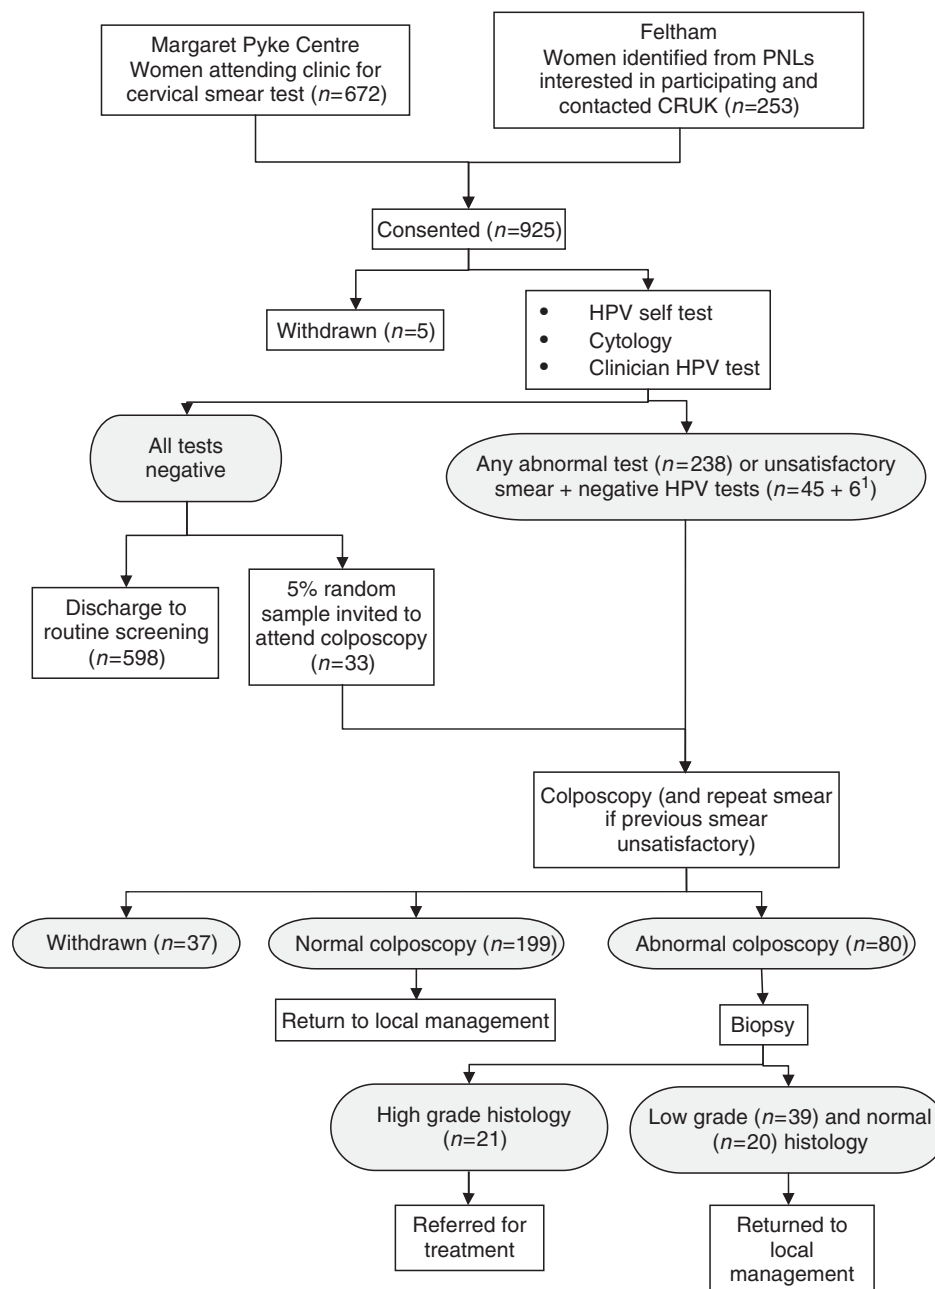 Margaret Pyke Centre
Women attending clinic for
cervical smear test (n=672)
Feltham
Women identified from PNLs
interested in participating and
contacted CRUK (n=253)
Consented (n=925)
Withdrawn (n=5)
• HPV self test
• Cytology
• Clinician HPV test
All tests
negative
Any abnormal test (n=238) or unsatisfactory
smear + negative HPV tests (n=45 + 6¹)
Discharge to
routine screening
(n=598)
5% random
sample invited to
attend colposcopy
(n=33)
Colposcopy (and repeat smear
if previous smear
unsatisfactory)
Withdrawn (n=37)
Normal colposcopy (n=199)
Abnormal colposcopy (n=80)
Return to local management
Biopsy
High grade histology
(n=21)
Low grade (n=39) and normal
(n=20) histology
Referred for
treatment
Returned to
local
management